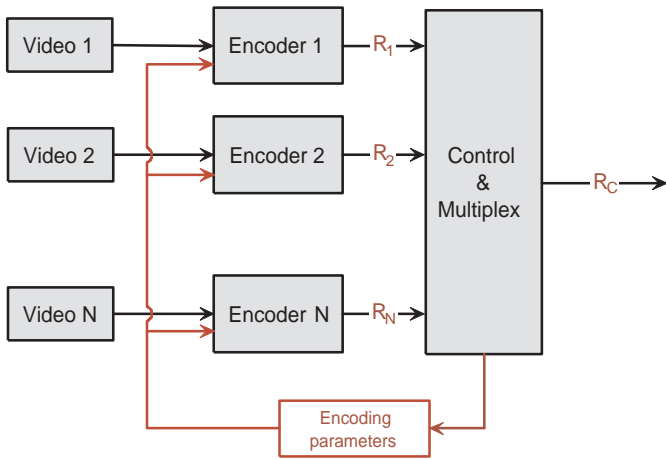 Video 1
Encoder 1
R1
Video 2
Encoder 2
R2
Control
&
Multiplex
RC
Video N
Encoder N
RN
Encoding
parameters